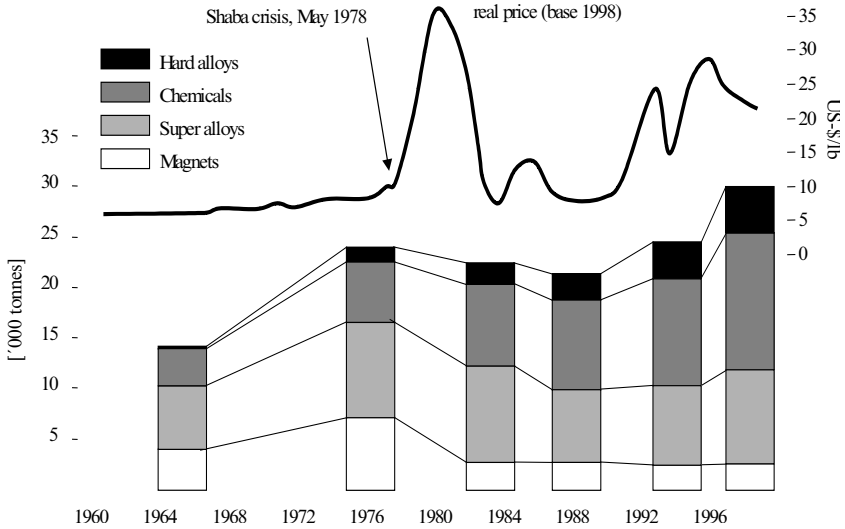 Shaba crisis, May 1978
real price (base 1998)
Hard alloys
Chemicals
Super alloys
Magnets
35
30
25
20
15
10
5
[´000 tonnes]
35
30
25
20
15
10
5
0
US-$/lb
1960 1964 1968 1972 1976 1980 1984 1988 1992 1996